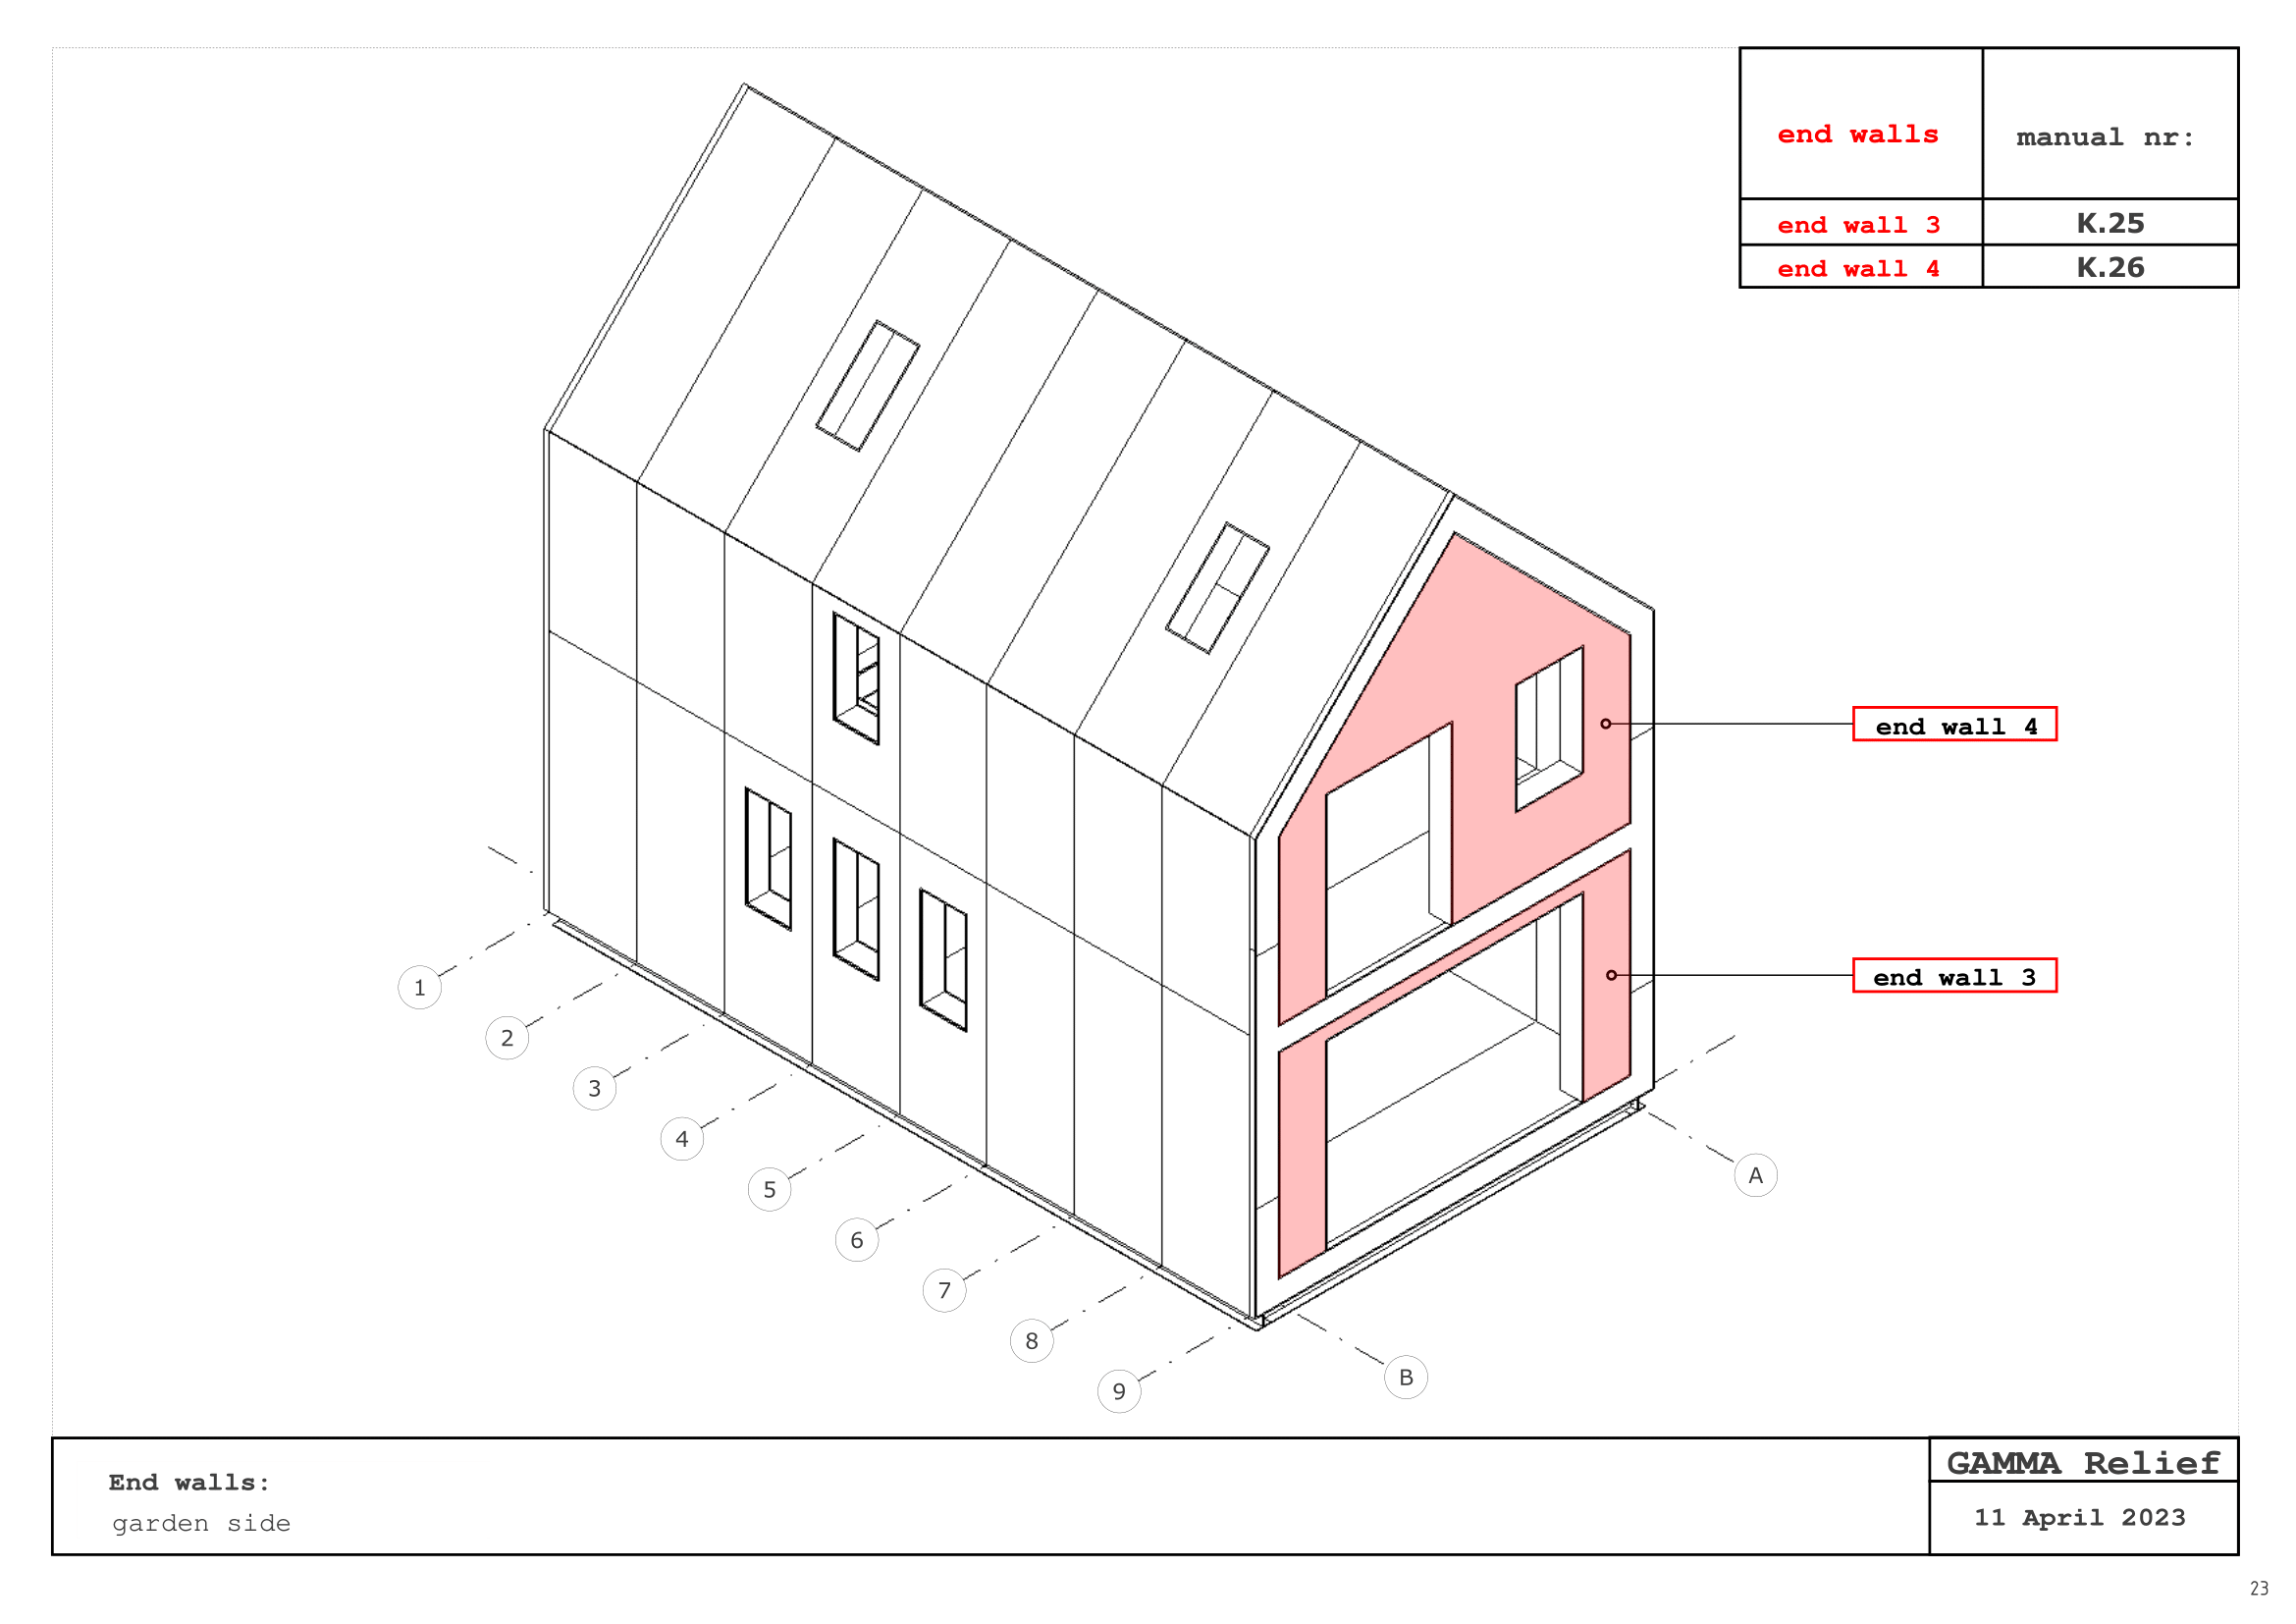 end walls manual nr:
end wall 3 K.25
end wall 4 K.26
end wall 4
end wall 3
1
2
3
4
5
6
7
8
9
A
B
End walls:
garden side
GAMMA Relief
11 April 2023
23